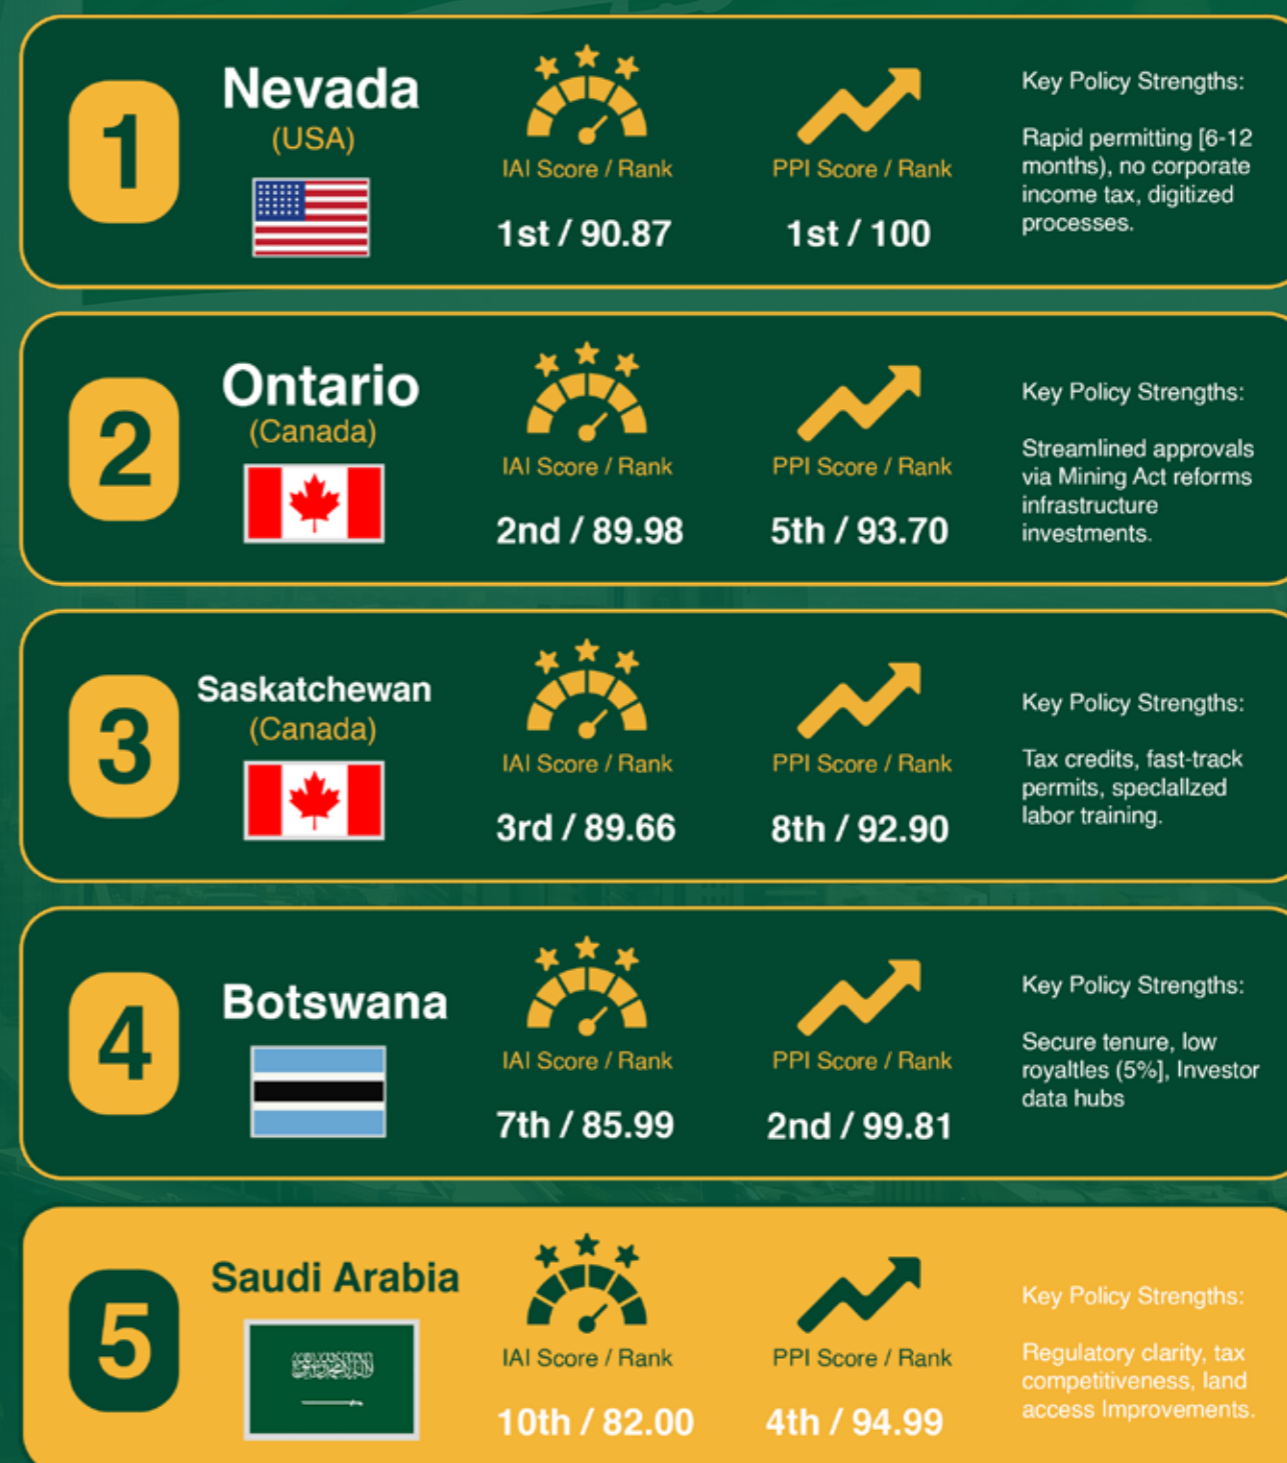 1
Nevada
(USA)
IAI Score / Rank
1st / 90.87
PPI Score / Rank
1st / 100
Key Policy Strengths:
Rapid permitting [6-12
months), no corporate
income tax, digitized
processes.
2
Ontario
(Canada)
IAI Score / Rank
2nd / 89.98
PPI Score / Rank
5th / 93.70
Key Policy Strengths:
Streamlined approvals
via Mining Act reforms
infrastructure
investments.
3
Saskatchewan
(Canada)
IAI Score / Rank
3rd / 89.66
PPI Score / Rank
8th / 92.90
Key Policy Strengths:
Tax credits, fast-track
permits, speclallzed
labor training.
4
Botswana
IAI Score / Rank
7th / 85.99
PPI Score / Rank
2nd / 99.81
Key Policy Strengths:
Secure tenure, low
royaltles (5%], Investor
data hubs
5
Saudi Arabia
IAI Score / Rank
10th / 82.00
PPI Score / Rank
4th / 94.99
Key Policy Strengths:
Regulatory clarity, tax
competitiveness, land
access Improvements.